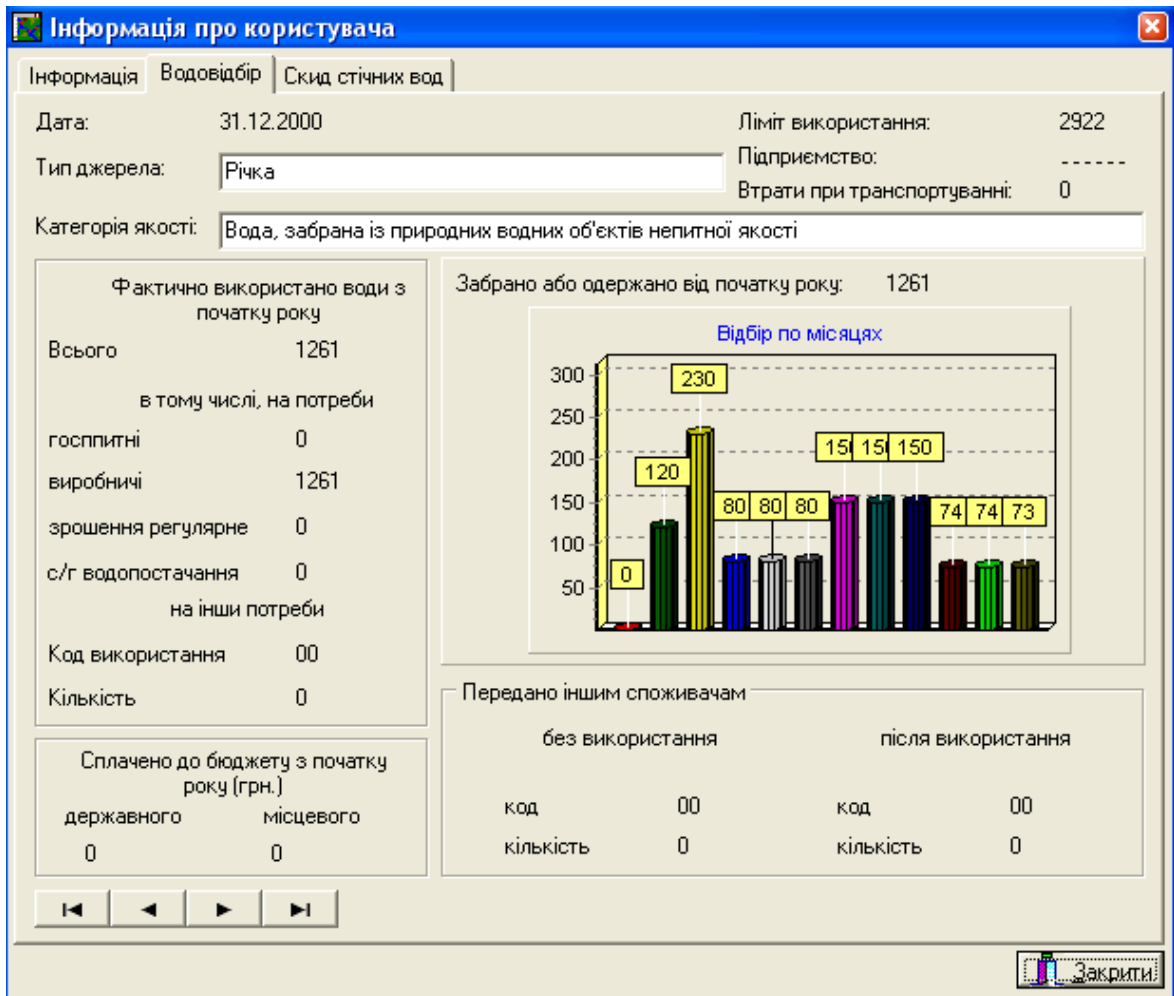 Інформація про користувача
Інформація Водовідбір Скид стічних вод
Дата: 31.12.2000 Ліміт використання: 2922
Тип джерела: Річка Підприємство: ------
Втрати при транспортуванні: 0
Категорія якості: Вода, забрана із природних водних об'єктів непитної якості
Фактично використано води з
початку року
Всього 1261
в тому числі, на потреби
госппитні 0
виробничі 1261
зрошення регулярне 0
с/г водопостачання 0
на інши потреби
Код використання 00
Кількість 0
Забрано або одержано від початку року: 1261
Відбір по місяцях
300
250
200
150
100
50
0 120 230 80 80 80 150 150 150 74 74 73
Сплачено до бюджету з початку
року (грн.)
державного місцевого
0 0
Передано іншим споживачам
без використання після використання
код 00 код 00
кількість 0 кількість 0
Закрити